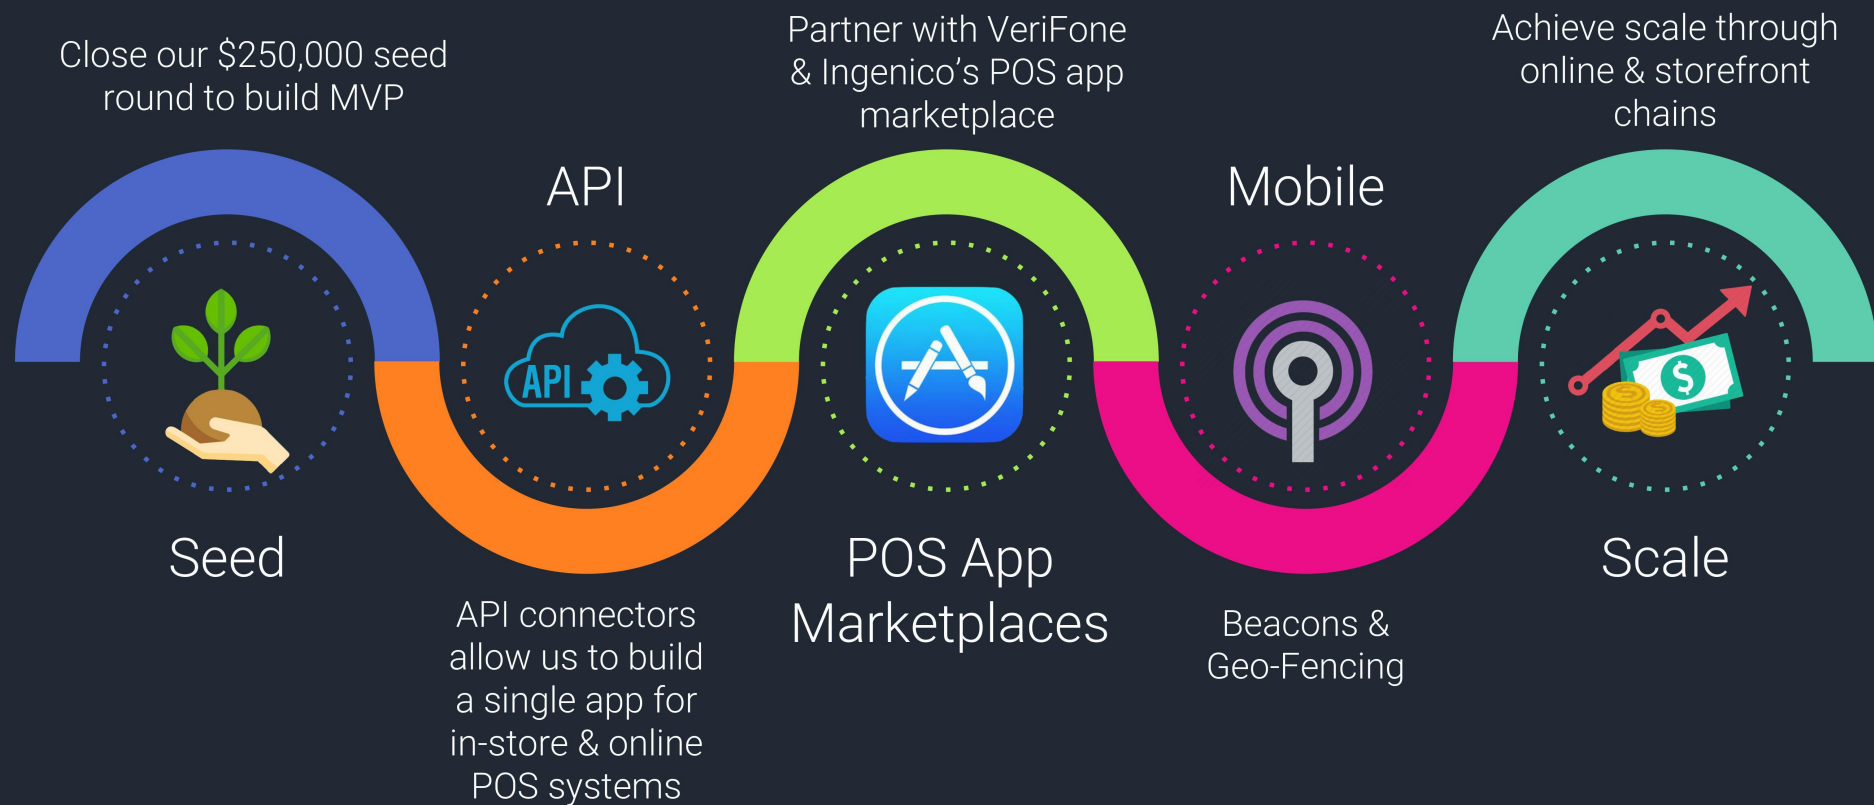 Close our $250,000 seed
round to build MVP
Seed
API
API
API connectors
allow us to build
a single app for
in-store & online
POS systems
Partner with VeriFone
& Ingenico’s POS app
marketplace
POS App
Marketplaces
Mobile
Beacons &
Geo-Fencing
Achieve scale through
online & storefront
chains
$
Scale